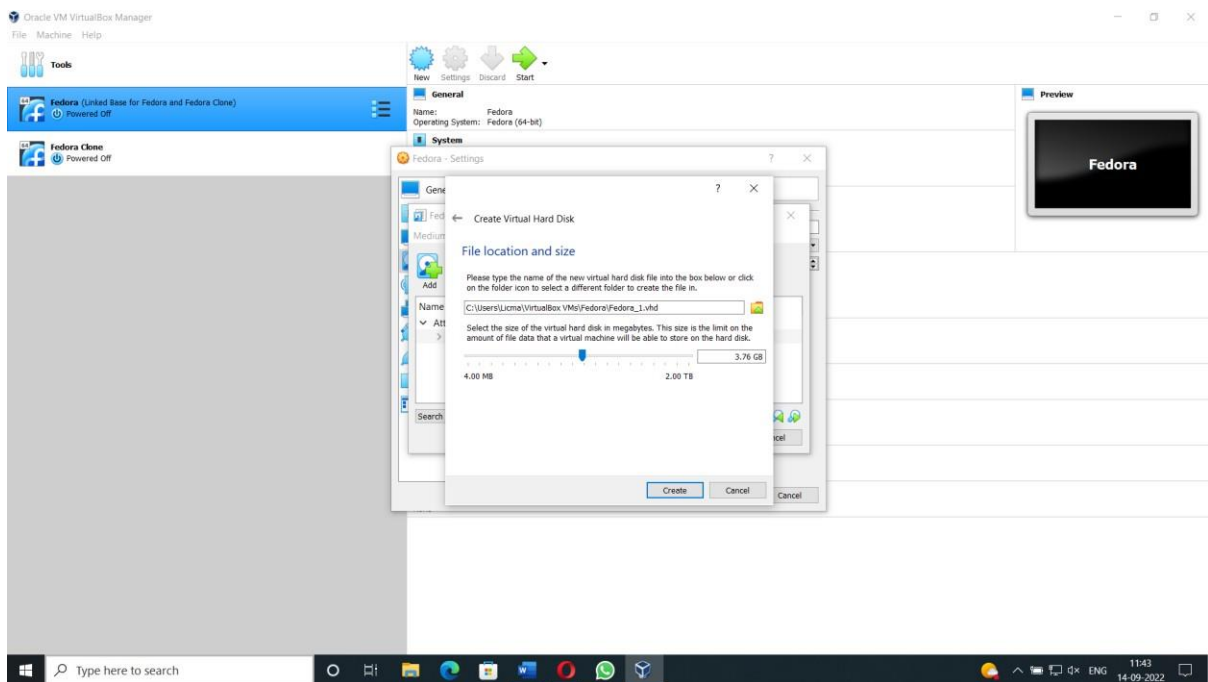 Oracle VM VirtualBox Manager
File Machine Help
Tools
New Settings Discard Start
64 Fedora (Linked Base for Fedora and Fedora Clone)
Powered Off
64 Fedora Clone
Powered Off
General
Name: Fedora
Operating System: Fedora (64-bit)
System
Preview
Fedora
Fedora - Settings ? ×
Gene
Fed
Medium
Add
Name
Att
Search
ncel
Cancel
? ×
← Create Virtual Hard Disk
File location and size
Please type the name of the new virtual hard disk file into the box below or click
on the folder icon to select a different folder to create the file in.
C:\Users\Licma\VirtualBox VMs\Fedora\Fedora_1.vhd
Select the size of the virtual hard disk in megabytes. This size is the limit on the
amount of file data that a virtual machine will be able to store on the hard disk.
3.76 GB
4.00 MB 2.00 TB
Create Cancel
Type here to search
ENG 11:43
14-09-2022